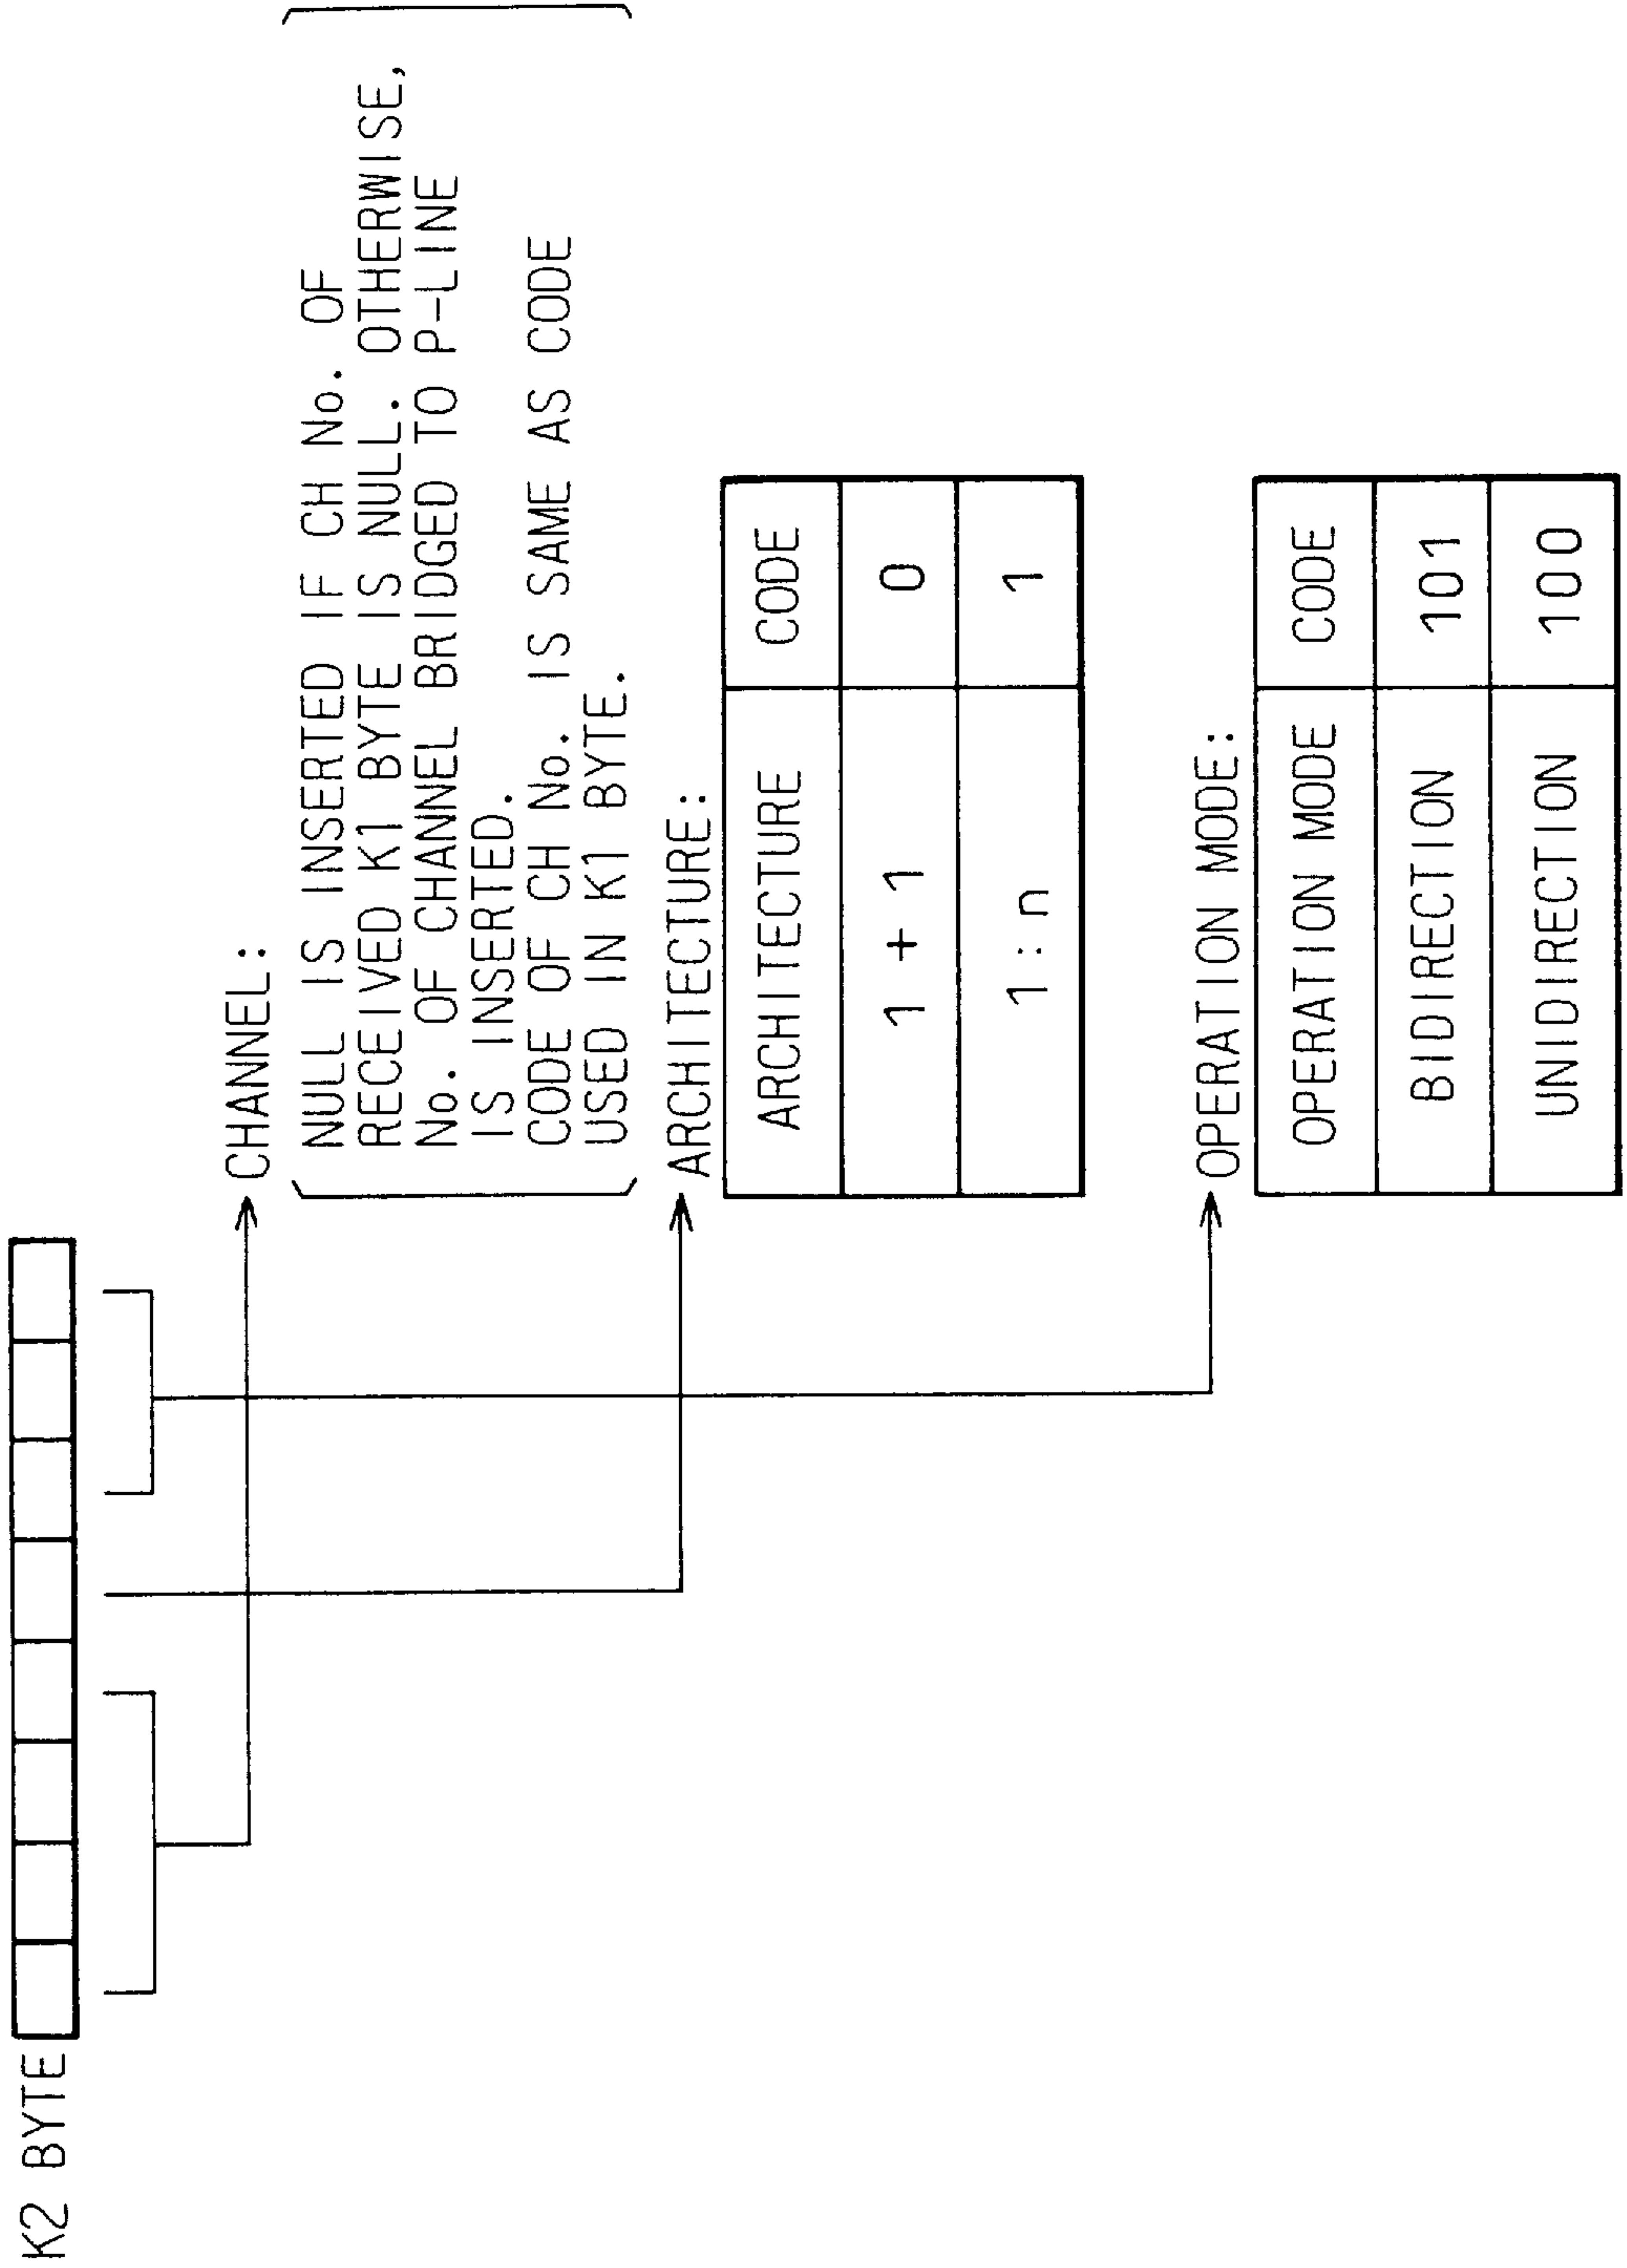 K2 BYTE
CHANNEL:
NULL IS INSERTED IF CH No. OF
RECEIVED K1 BYTE IS NULL. OTHERWISE,
No. OF CHANNEL BRIDGED TO P-LINE
IS INSERTED.
CODE OF CH No. IS SAME AS CODE
USED IN K1 BYTE.
ARCHITECTURE:
ARCHITECTURE CODE
1 + 1 0
1 : n 1
OPERATION MODE:
OPERATION MODE CODE
BIDIRECTION 101
UNIDIRECTION 100